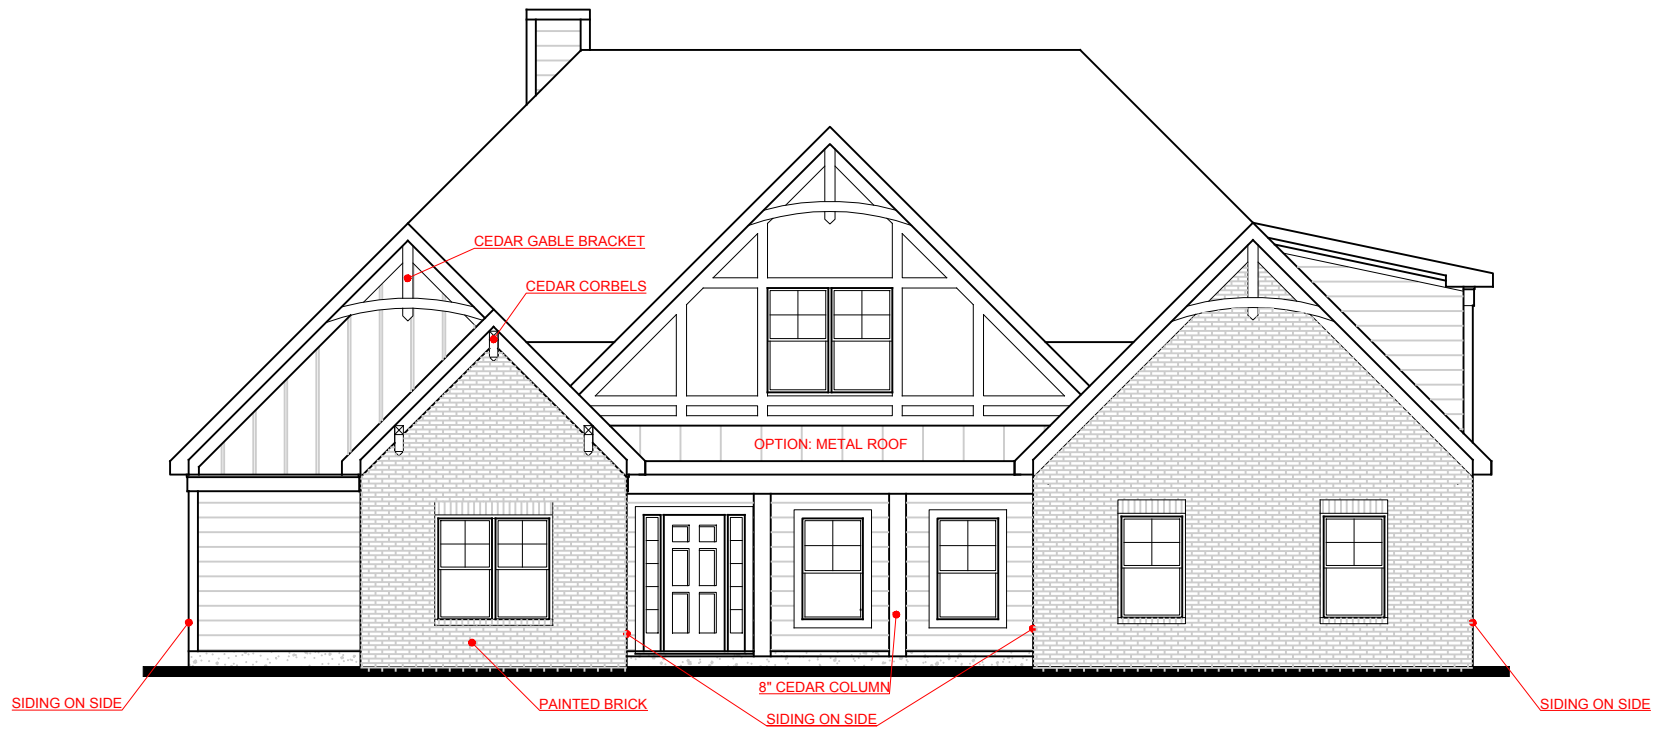 CEDAR GABLE BRACKET
CEDAR CORBELS
OPTION: METAL ROOF
8" CEDAR COLUMN
SIDING ON SIDE
PAINTED BRICK
SIDING ON SIDE
SIDING ON SIDE